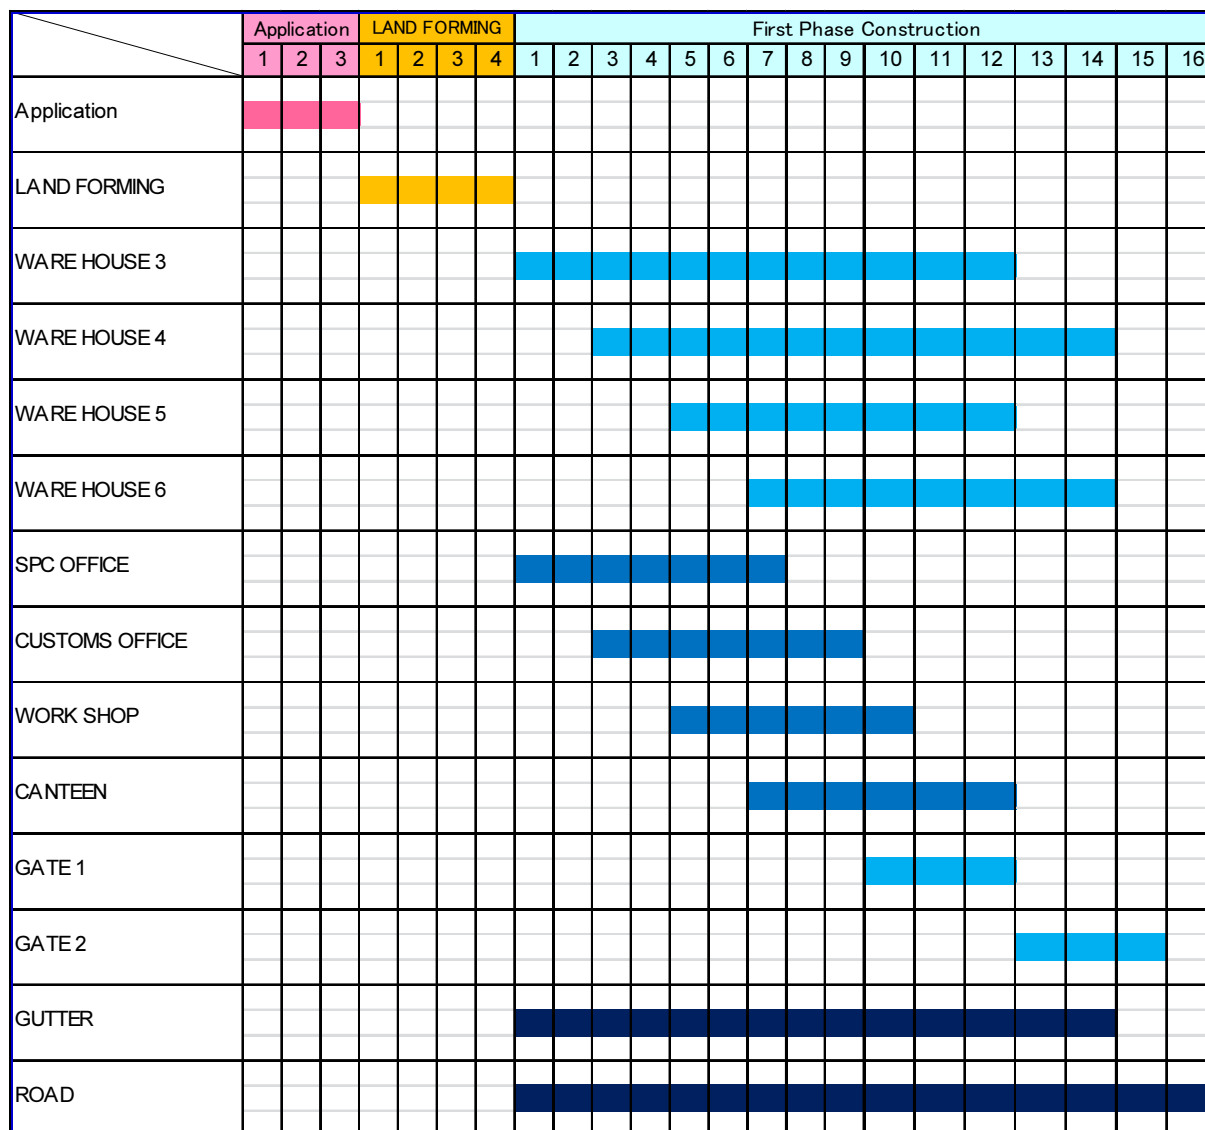 Application LAND FORMING First Phase Construction
1 2 3 1 2 3 4 1 2 3 4 5 6 7 8 9 10 11 12 13 14 15 16
Application
LAND FORMING
WARE HOUSE 3
WARE HOUSE 4
WARE HOUSE 5
WARE HOUSE 6
SPC OFFICE
CUSTOMS OFFICE
WORK SHOP
CANTEEN
GATE 1
GATE 2
GUTTER
ROAD